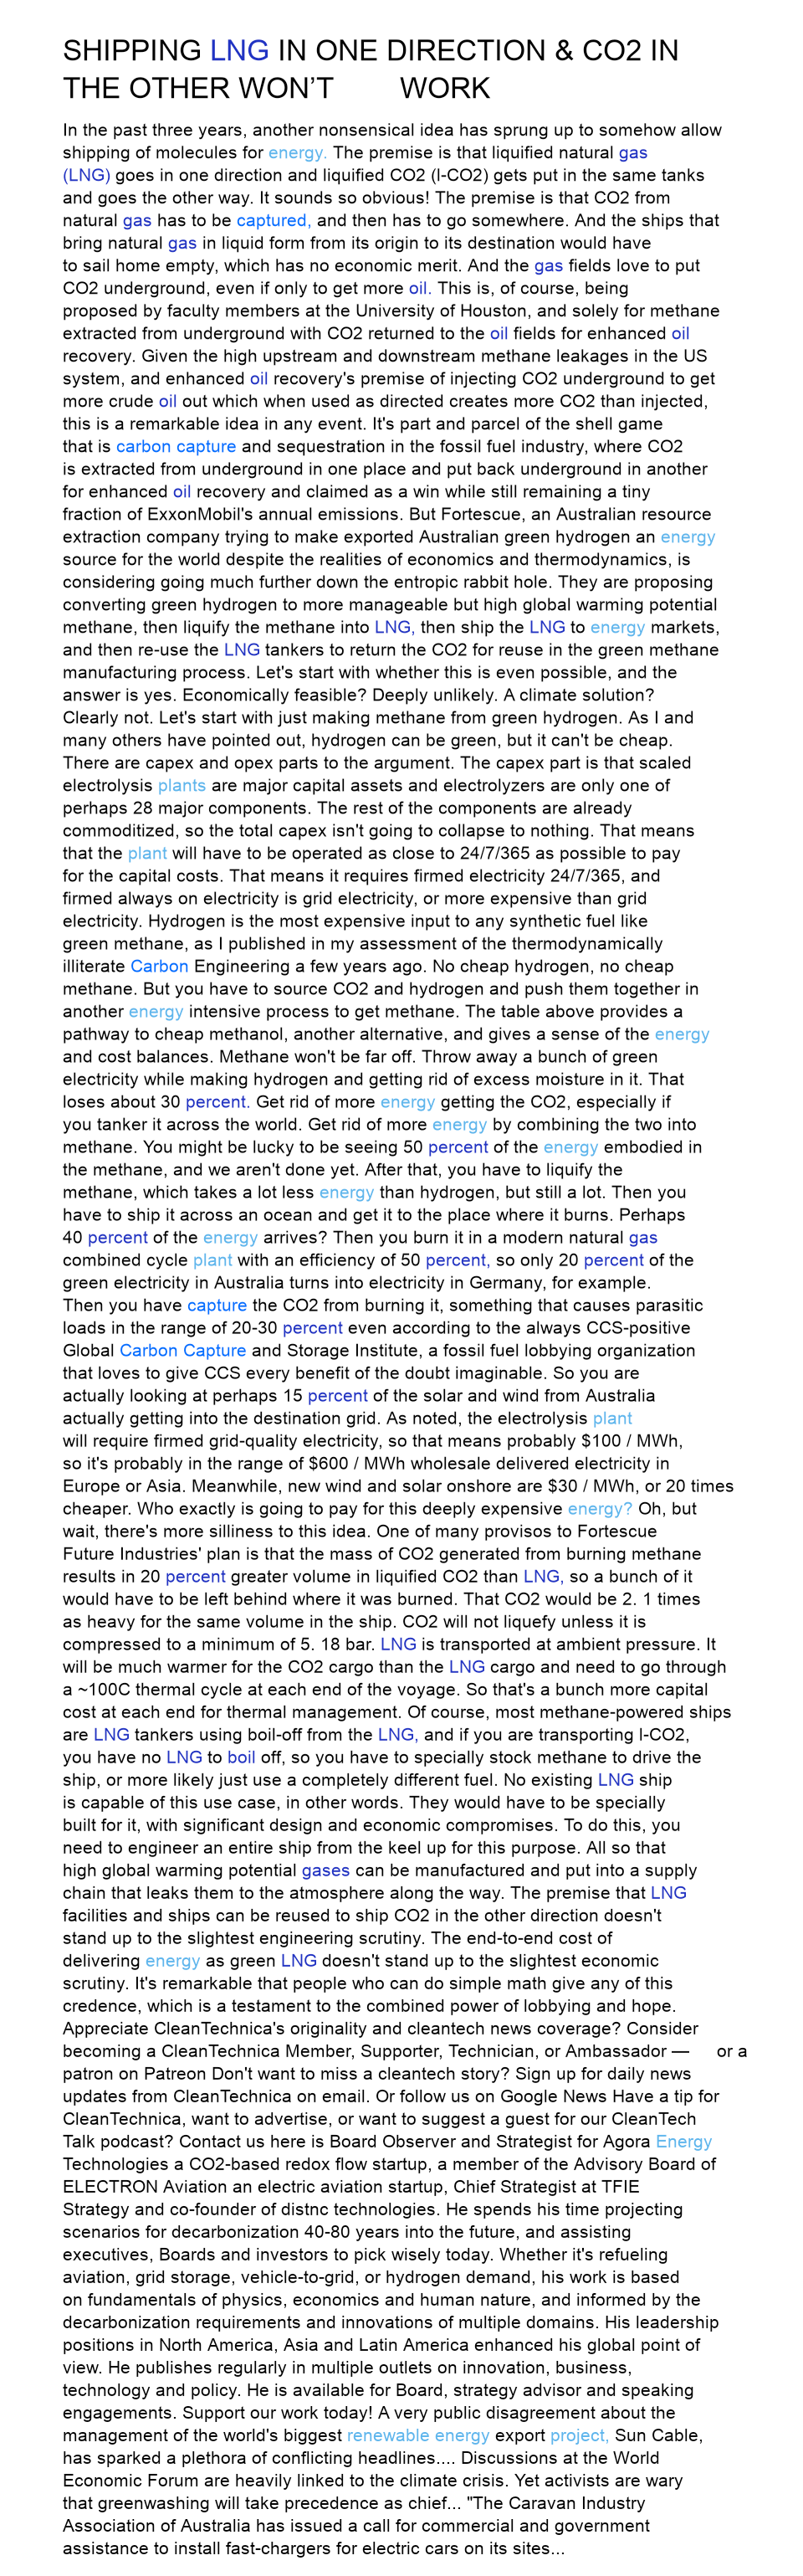 SHIPPING LNG IN ONE DIRECTION & CO2 IN
THE OTHER WON’T WORK
In the past three years, another nonsensical idea has sprung up to somehow allow
shipping of molecules for energy. The premise is that liquified natural gas
(LNG) goes in one direction and liquified CO2 (l-CO2) gets put in the same tanks
and goes the other way. It sounds so obvious! The premise is that CO2 from
natural gas has to be captured, and then has to go somewhere. And the ships that
bring natural gas in liquid form from its origin to its destination would have
to sail home empty, which has no economic merit. And the gas fields love to put
CO2 underground, even if only to get more oil. This is, of course, being
proposed by faculty members at the University of Houston, and solely for methane
extracted from underground with CO2 returned to the oil fields for enhanced oil
recovery. Given the high upstream and downstream methane leakages in the US
system, and enhanced oil recovery's premise of injecting CO2 underground to get
more crude oil out which when used as directed creates more CO2 than injected,
this is a remarkable idea in any event. It's part and parcel of the shell game
that is carbon capture and sequestration in the fossil fuel industry, where CO2
is extracted from underground in one place and put back underground in another
for enhanced oil recovery and claimed as a win while still remaining a tiny
fraction of ExxonMobil's annual emissions. But Fortescue, an Australian resource
extraction company trying to make exported Australian green hydrogen an energy
source for the world despite the realities of economics and thermodynamics, is
considering going much further down the entropic rabbit hole. They are proposing
converting green hydrogen to more manageable but high global warming potential
methane, then liquify the methane into LNG, then ship the LNG to energy markets,
and then re-use the LNG tankers to return the CO2 for reuse in the green methane
manufacturing process. Let's start with whether this is even possible, and the
answer is yes. Economically feasible? Deeply unlikely. A climate solution?
Clearly not. Let's start with just making methane from green hydrogen. As I and
many others have pointed out, hydrogen can be green, but it can't be cheap.
There are capex and opex parts to the argument. The capex part is that scaled
electrolysis plants are major capital assets and electrolyzers are only one of
perhaps 28 major components. The rest of the components are already
commoditized, so the total capex isn't going to collapse to nothing. That means
that the plant will have to be operated as close to 24/7/365 as possible to pay
for the capital costs. That means it requires firmed electricity 24/7/365, and
firmed always on electricity is grid electricity, or more expensive than grid
electricity. Hydrogen is the most expensive input to any synthetic fuel like
green methane, as I published in my assessment of the thermodynamically
illiterate Carbon Engineering a few years ago. No cheap hydrogen, no cheap
methane. But you have to source CO2 and hydrogen and push them together in
another energy intensive process to get methane. The table above provides a
pathway to cheap methanol, another alternative, and gives a sense of the energy
and cost balances. Methane won't be far off. Throw away a bunch of green
electricity while making hydrogen and getting rid of excess moisture in it. That
loses about 30 percent. Get rid of more energy getting the CO2, especially if
you tanker it across the world. Get rid of more energy by combining the two into
methane. You might be lucky to be seeing 50 percent of the energy embodied in
the methane, and we aren't done yet. After that, you have to liquify the
methane, which takes a lot less energy than hydrogen, but still a lot. Then you
have to ship it across an ocean and get it to the place where it burns. Perhaps
40 percent of the energy arrives? Then you burn it in a modern natural gas
combined cycle plant with an efficiency of 50 percent, so only 20 percent of the
green electricity in Australia turns into electricity in Germany, for example.
Then you have capture the CO2 from burning it, something that causes parasitic
loads in the range of 20-30 percent even according to the always CCS-positive
Global Carbon Capture and Storage Institute, a fossil fuel lobbying organization
that loves to give CCS every benefit of the doubt imaginable. So you are
actually looking at perhaps 15 percent of the solar and wind from Australia
actually getting into the destination grid. As noted, the electrolysis plant
will require firmed grid-quality electricity, so that means probably $100 / MWh,
so it's probably in the range of $600 / MWh wholesale delivered electricity in
Europe or Asia. Meanwhile, new wind and solar onshore are $30 / MWh, or 20 times
cheaper. Who exactly is going to pay for this deeply expensive energy? Oh, but
wait, there's more silliness to this idea. One of many provisos to Fortescue
Future Industries' plan is that the mass of CO2 generated from burning methane
results in 20 percent greater volume in liquified CO2 than LNG, so a bunch of it
would have to be left behind where it was burned. That CO2 would be 2. 1 times
as heavy for the same volume in the ship. CO2 will not liquefy unless it is
compressed to a minimum of 5. 18 bar. LNG is transported at ambient pressure. It
will be much warmer for the CO2 cargo than the LNG cargo and need to go through
a ~100C thermal cycle at each end of the voyage. So that's a bunch more capital
cost at each end for thermal management. Of course, most methane-powered ships
are LNG tankers using boil-off from the LNG, and if you are transporting l-CO2,
you have no LNG to boil off, so you have to specially stock methane to drive the
ship, or more likely just use a completely different fuel. No existing LNG ship
is capable of this use case, in other words. They would have to be specially
built for it, with significant design and economic compromises. To do this, you
need to engineer an entire ship from the keel up for this purpose. All so that
high global warming potential gases can be manufactured and put into a supply
chain that leaks them to the atmosphere along the way. The premise that LNG
facilities and ships can be reused to ship CO2 in the other direction doesn't
stand up to the slightest engineering scrutiny. The end-to-end cost of
delivering energy as green LNG doesn't stand up to the slightest economic
scrutiny. It's remarkable that people who can do simple math give any of this
credence, which is a testament to the combined power of lobbying and hope.
Appreciate CleanTechnica's originality and cleantech news coverage? Consider
becoming a CleanTechnica Member, Supporter, Technician, or Ambassador — or a
patron on Patreon Don't want to miss a cleantech story? Sign up for daily news
updates from CleanTechnica on email. Or follow us on Google News Have a tip for
CleanTechnica, want to advertise, or want to suggest a guest for our CleanTech
Talk podcast? Contact us here is Board Observer and Strategist for Agora Energy
Technologies a CO2-based redox flow startup, a member of the Advisory Board of
ELECTRON Aviation an electric aviation startup, Chief Strategist at TFIE
Strategy and co-founder of distnc technologies. He spends his time projecting
scenarios for decarbonization 40-80 years into the future, and assisting
executives, Boards and investors to pick wisely today. Whether it's refueling
aviation, grid storage, vehicle-to-grid, or hydrogen demand, his work is based
on fundamentals of physics, economics and human nature, and informed by the
decarbonization requirements and innovations of multiple domains. His leadership
positions in North America, Asia and Latin America enhanced his global point of
view. He publishes regularly in multiple outlets on innovation, business,
technology and policy. He is available for Board, strategy advisor and speaking
engagements. Support our work today! A very public disagreement about the
management of the world's biggest renewable energy export project, Sun Cable,
has sparked a plethora of conflicting headlines.... Discussions at the World
Economic Forum are heavily linked to the climate crisis. Yet activists are wary
that greenwashing will take precedence as chief... "The Caravan Industry
Association of Australia has issued a call for commercial and government
assistance to install fast-chargers for electric cars on its sites...